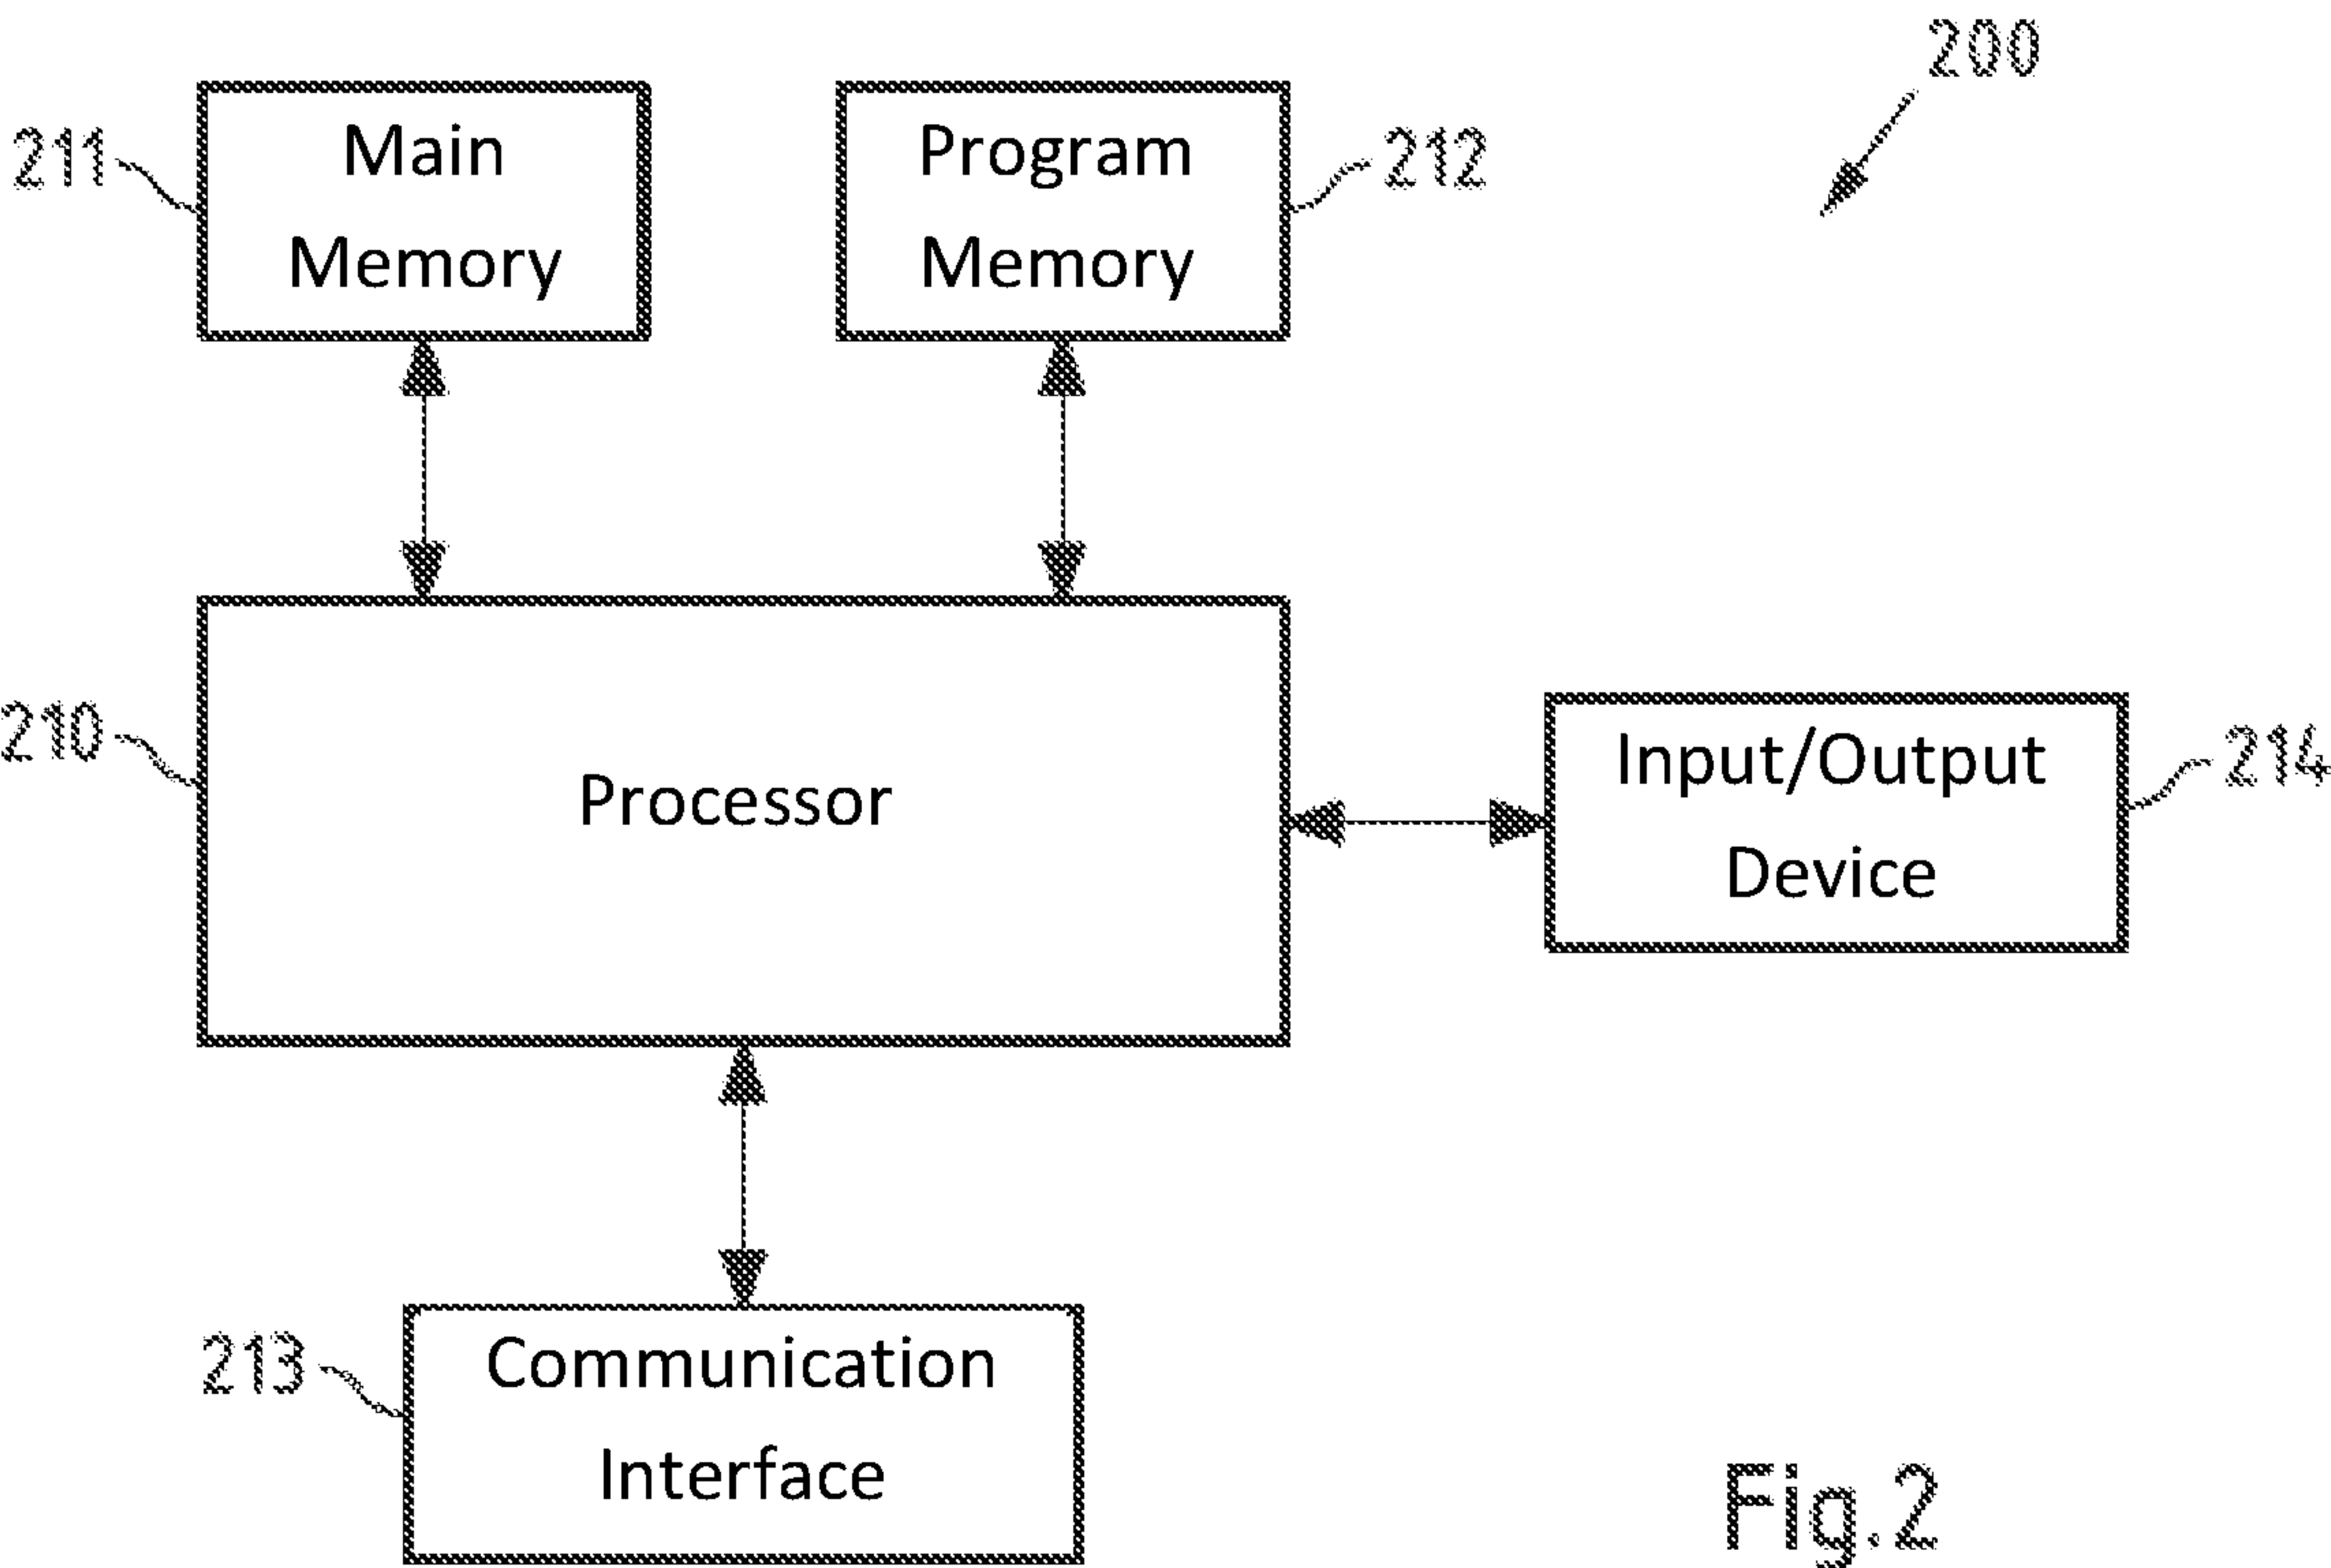 200
211
Main
Memory
Program
Memory
212
210
Processor
Input/Output
Device
214
213
Communication
Interface
Fig.2